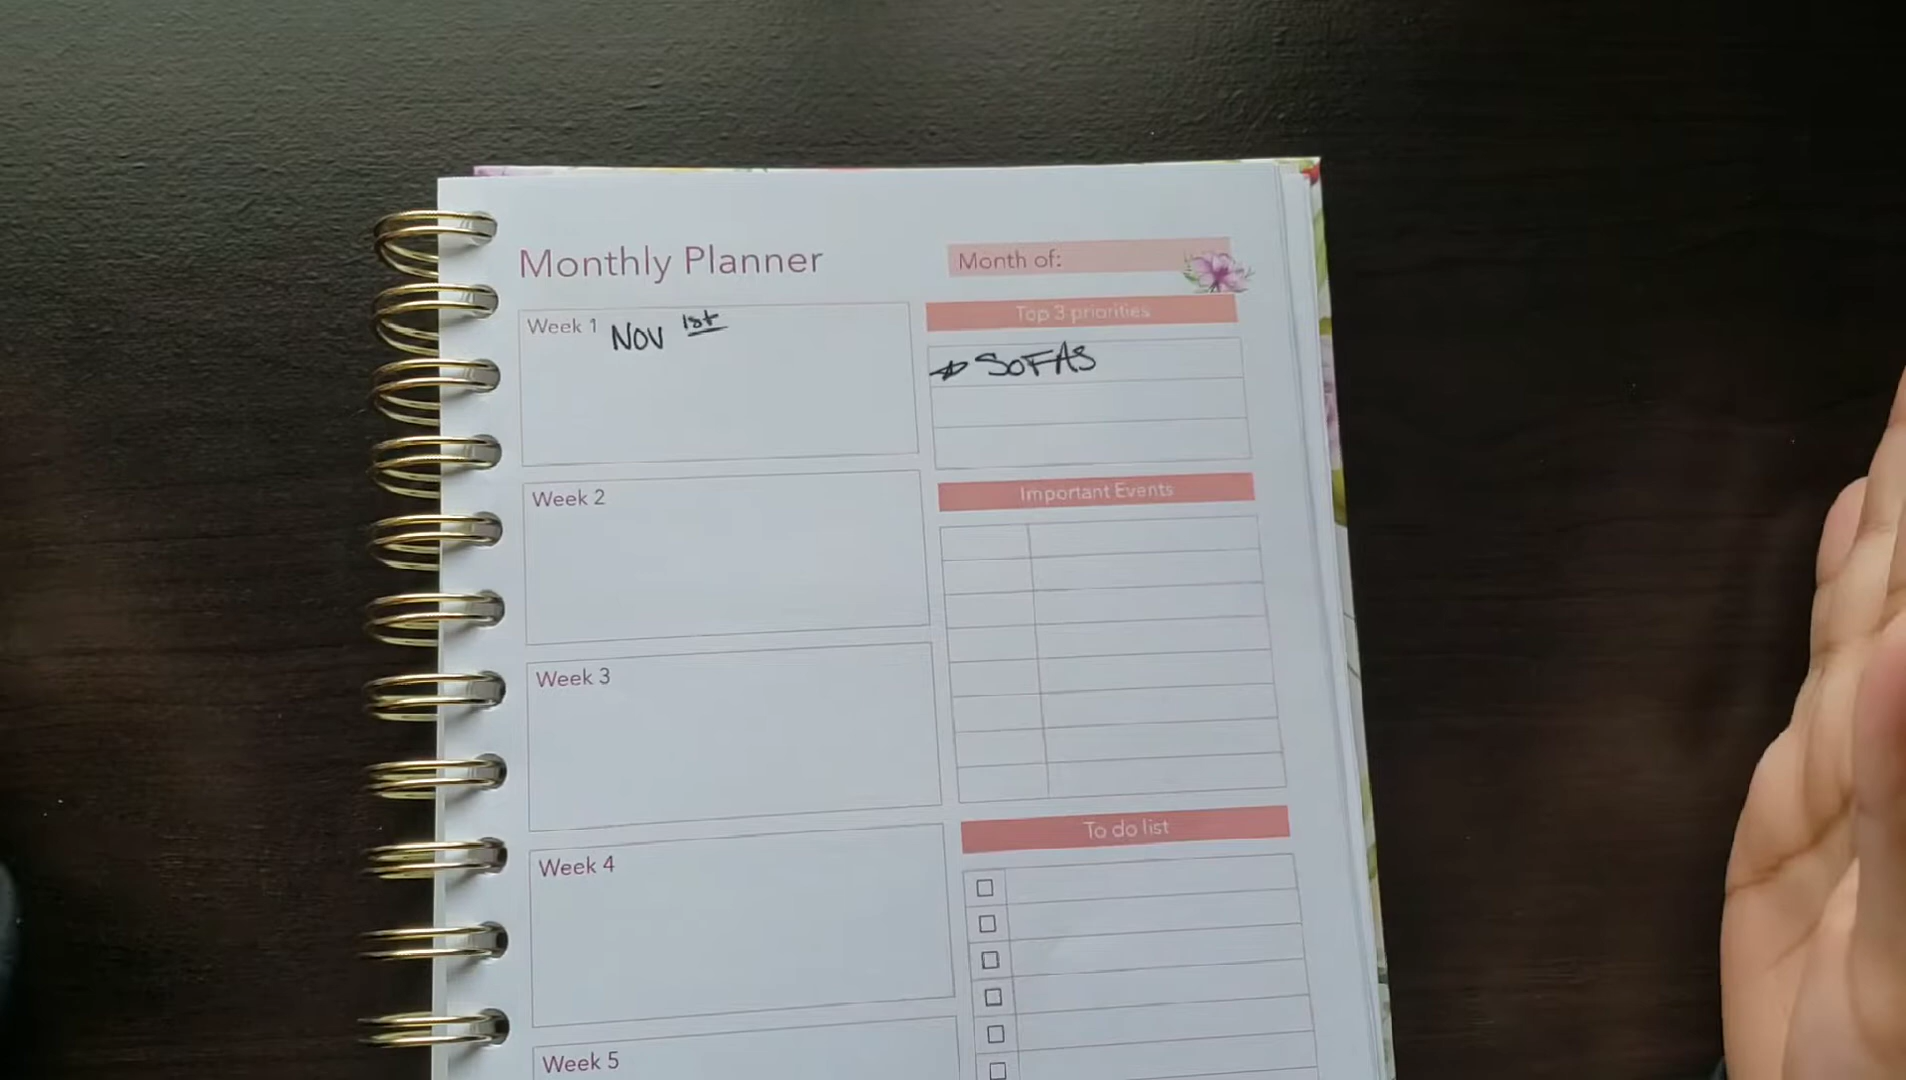 Monthly Planner
Month of:
Week 1 Nov 1st
Top 3 priorities
SOFAS
Important Events
Week 2
Week 3
To do list
Week 4
Week 5